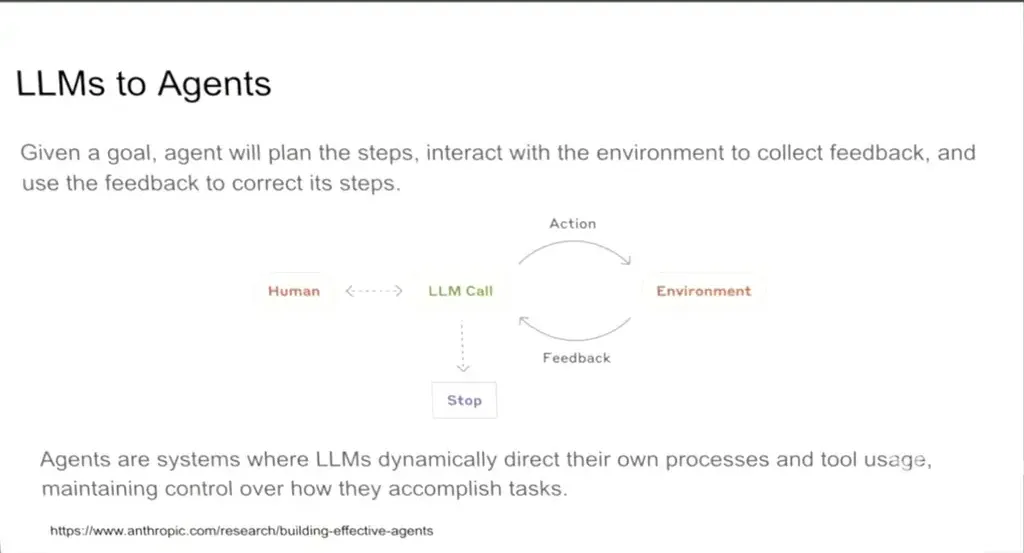 LLMs to Agents
Given a goal, agent will plan the steps, interact with the environment to collect feedback, and
use the feedback to correct its steps.
Action
Human
LLM Call
Environment
Feedback
Stop
Agents are systems where LLMs dynamically direct their own processes and tool usage,
maintaining control over how they accomplish tasks.
https://www.anthropic.com/research/building-effective-agents